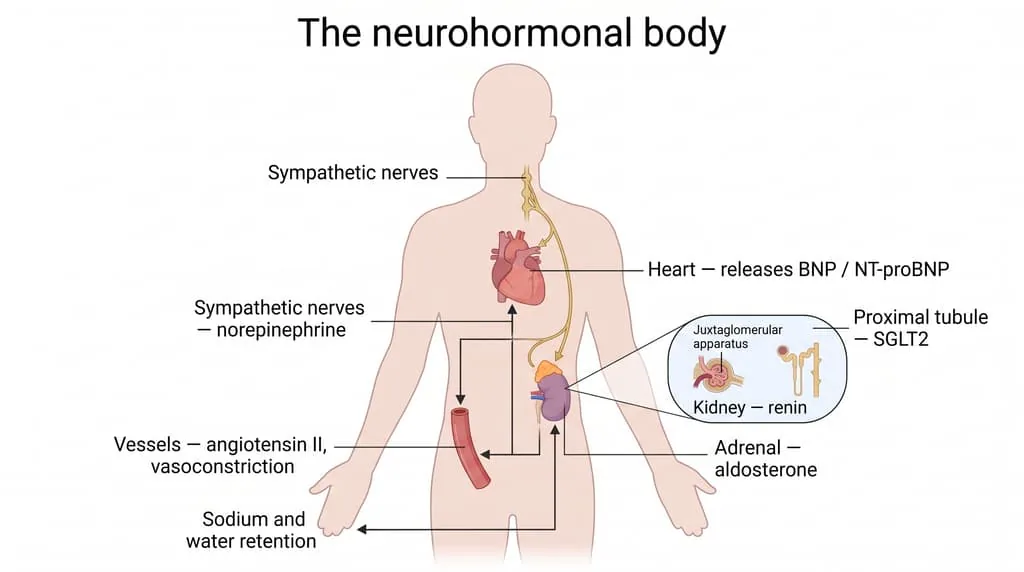 The neurohormonal body
Sympathetic nerves
Heart — releases BNP / NT-proBNP
Sympathetic nerves
— norepinephrine
Proximal tubule
— SGLT2
Juxtaglomerular
apparatus
Kidney — renin
Vessels — angiotensin II,
vasoconstriction
Adrenal —
aldosterone
Sodium and
water retention